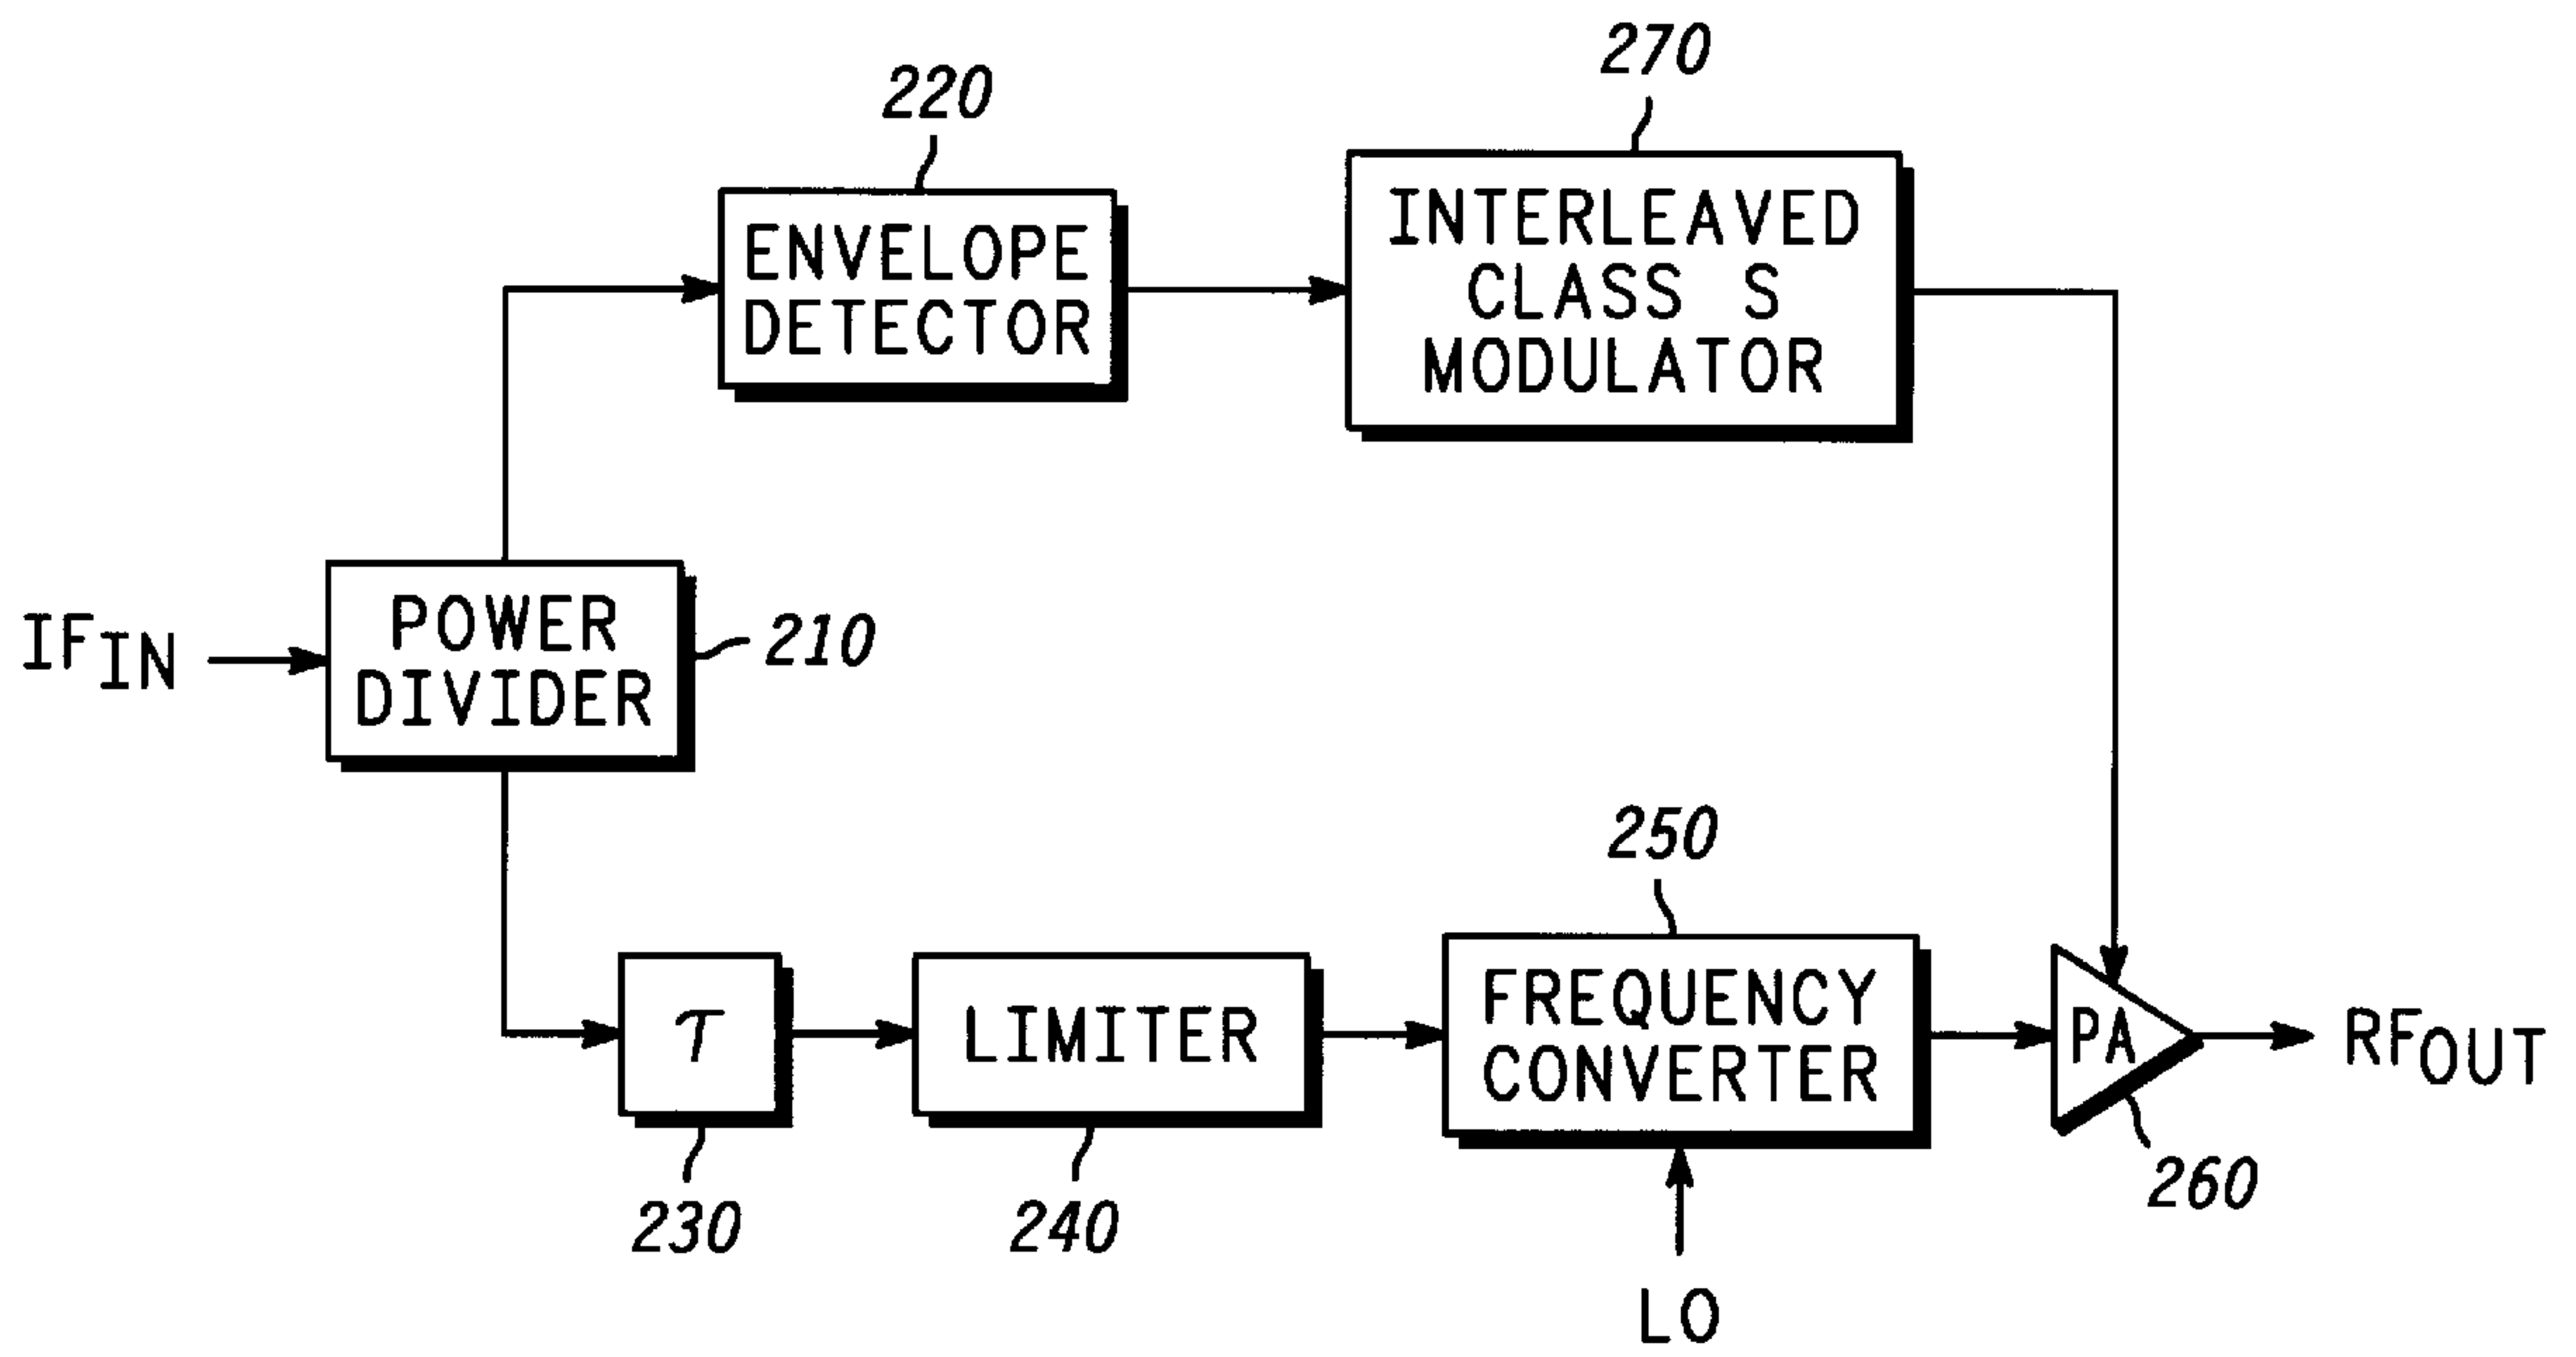 270
220
INTERLEAVED
CLASS S
MODULATOR
ENVELOPE
DETECTOR
IFIN
POWER
DIVIDER
210
250
τ
LIMITER
FREQUENCY
CONVERTER
PA
RFOUT
230
240
260
LO